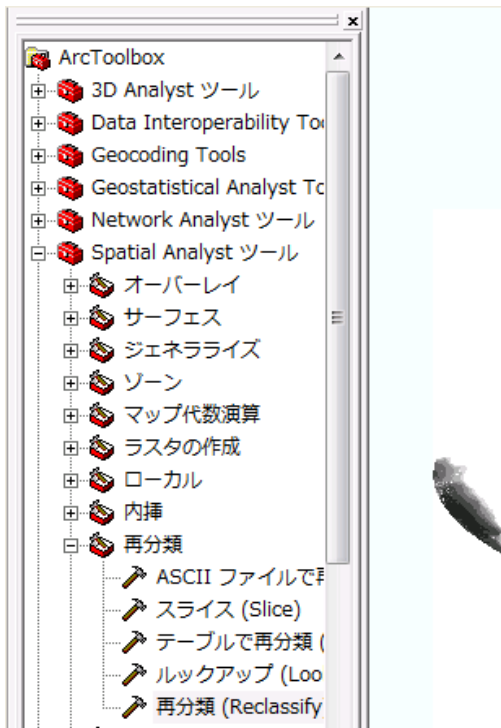 ArcToolbox
3D Analyst ツール
Data Interoperability Too
Geocoding Tools
Geostatistical Analyst To
Network Analyst ツール
Spatial Analyst ツール
オーバーレイ
サーフェス
ジェネララライズ
ゾーン
マップ代数演算
ラスタの作成
ローカル
内挿
再分類
ASCII ファイルで再
スライス (Slice)
テーブルで再分類 (
ルックアップ (Loo
再分類 (Reclassify